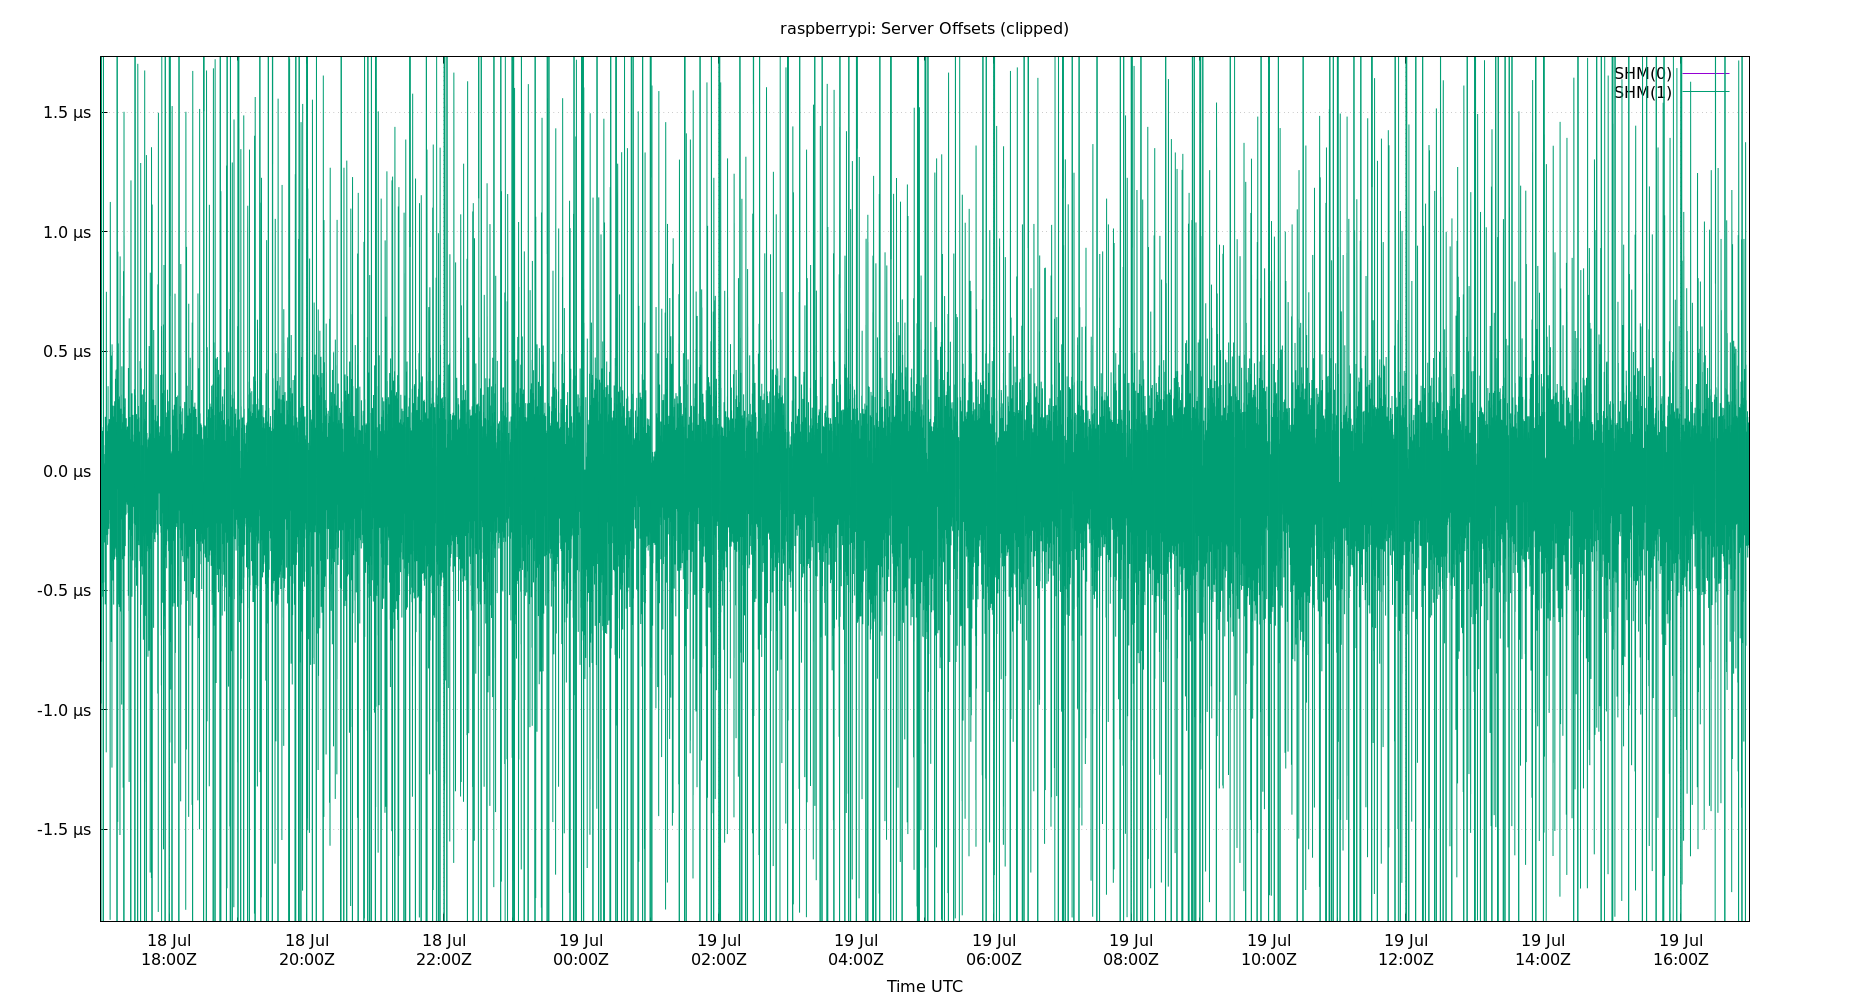 raspberrypi: Server Offsets (clipped)
SHM(0)
SHM(1)
1.5 µs
1.0 µs
0.5 µs
0.0 µs
-0.5 µs
-1.0 µs
-1.5 µs
18 Jul 18 Jul 18 Jul 19 Jul 19 Jul 19 Jul 19 Jul 19 Jul 19 Jul 19 Jul 19 Jul 19 Jul
18:00Z 20:00Z 22:00Z 00:00Z 02:00Z 04:00Z 06:00Z 08:00Z 10:00Z 12:00Z 14:00Z 16:00Z
Time UTC